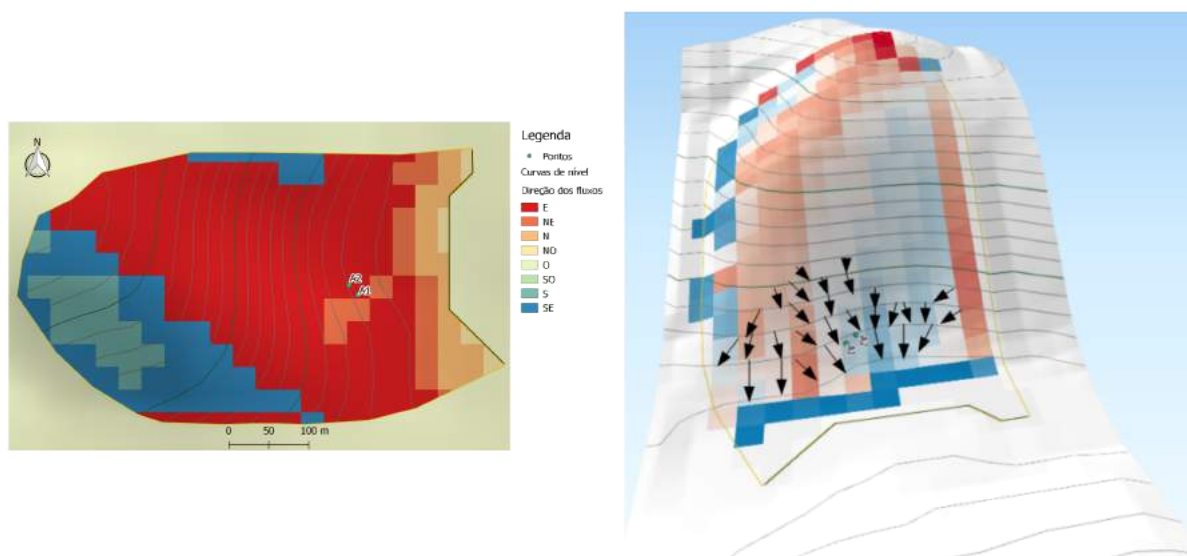 N
Legenda
Pontos
Curvas de nível
Direção dos fluxos
E
NE
N
NO
O
SO
S
SE
A2
A1
0 50 100 m